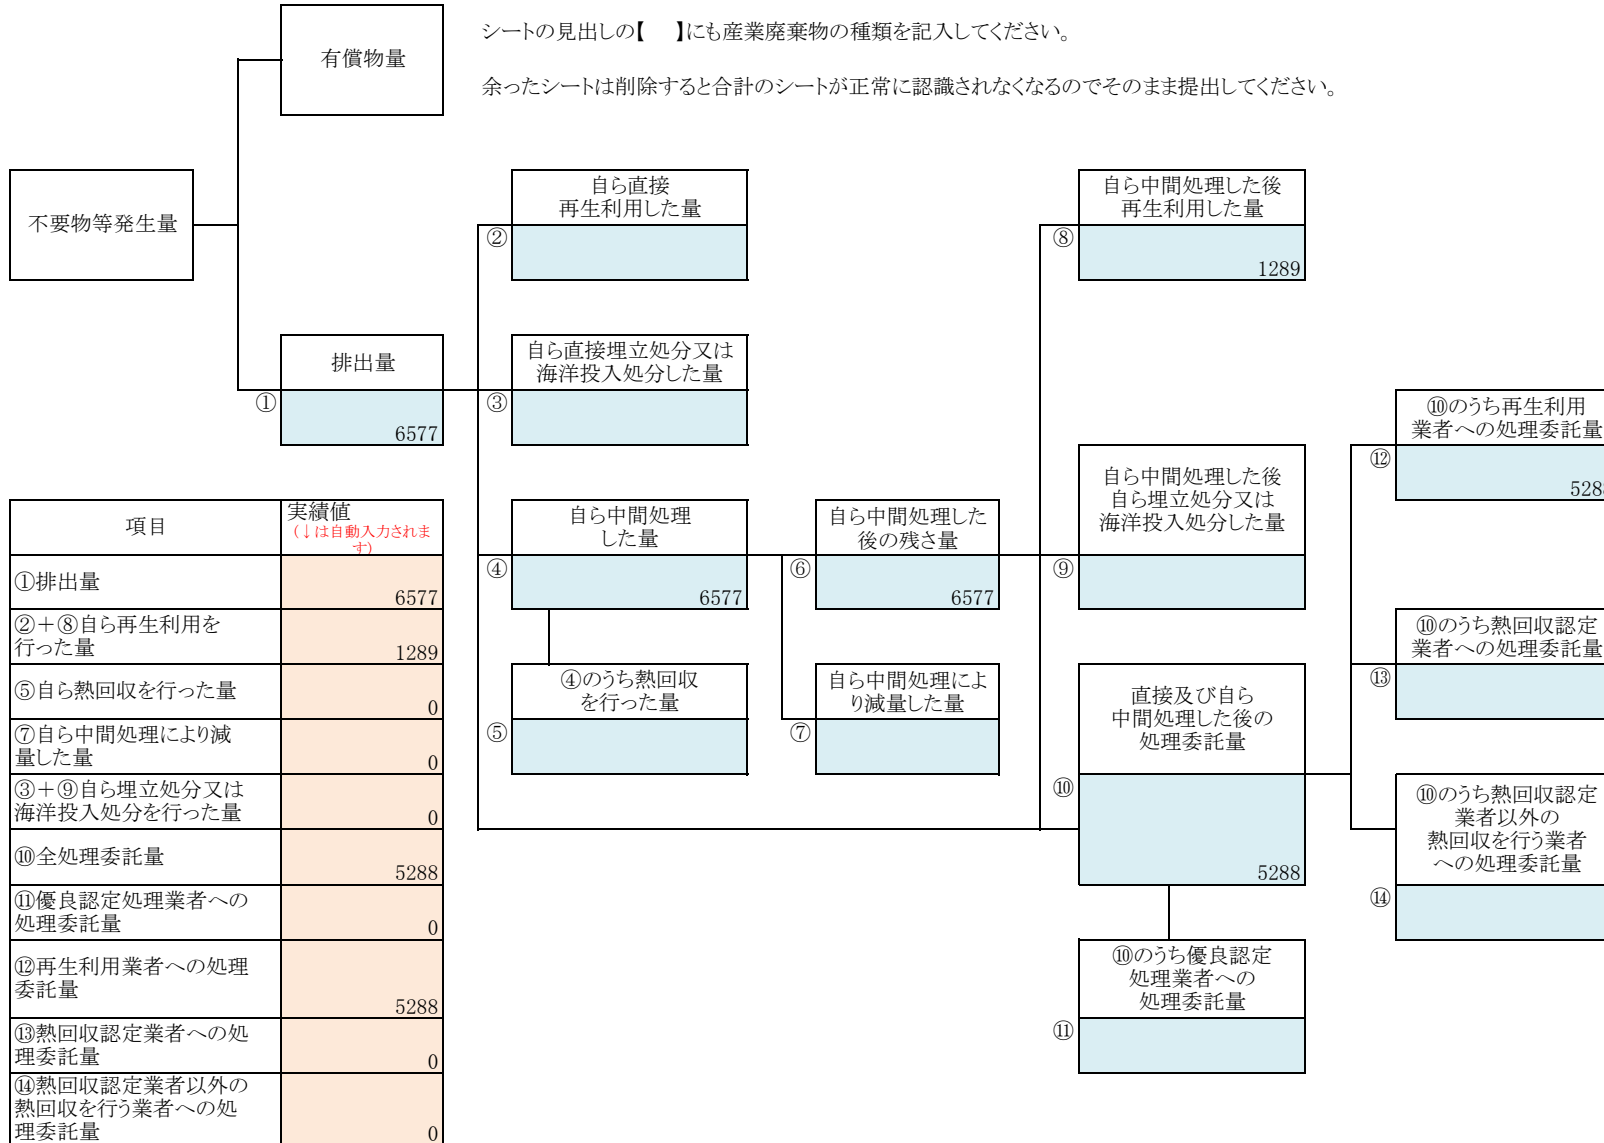 シートの見出しの【　】にも産業廃棄物の種類を記入してください。
有償物量
余ったシートは削除すると合計のシートが正常に認識されなくなるのでそのまま提出してください。
不要物等発生量
自ら直接
再生利用した量
②
自ら中間処理した後
再生利用した量
⑧
1289
排出量
①
6577
自ら直接埋立処分又は
海洋投入処分した量
③
⑩のうち再生利用
業者への処理委託量
⑫
自ら中間処理した後
自ら埋立処分又は
海洋投入処分した量
⑨
自ら中間処理
した量
④
6577
自ら中間処理した
後の残さ量
⑥
6577
⑩のうち熱回収認定
業者への処理委託量
⑬
④のうち熱回収
を行った量
⑤
自ら中間処理によ
り減量した量
⑦
直接及び自ら
中間処理した後の
処理委託量
⑩
5288
⑩のうち熱回収認定
業者以外の
熱回収を行う業者
への処理委託量
⑭
⑩のうち優良認定
処理業者への
処理委託量
⑪
項目
実績値
(↓は自動入力されま
す)
①排出量
6577
②＋⑧自ら再生利用を
行った量
1289
⑤自ら熱回収を行った量
0
⑦自ら中間処理により減
量した量
0
③＋⑨自ら埋立処分又は
海洋投入処分を行った量
0
⑩全処理委託量
5288
⑪優良認定処理業者への
処理委託量
0
⑫再生利用業者への処理
委託量
5288
⑬熱回収認定業者への処
理委託量
0
⑭熱回収認定業者以外の
熱回収を行う業者への処
理委託量
0